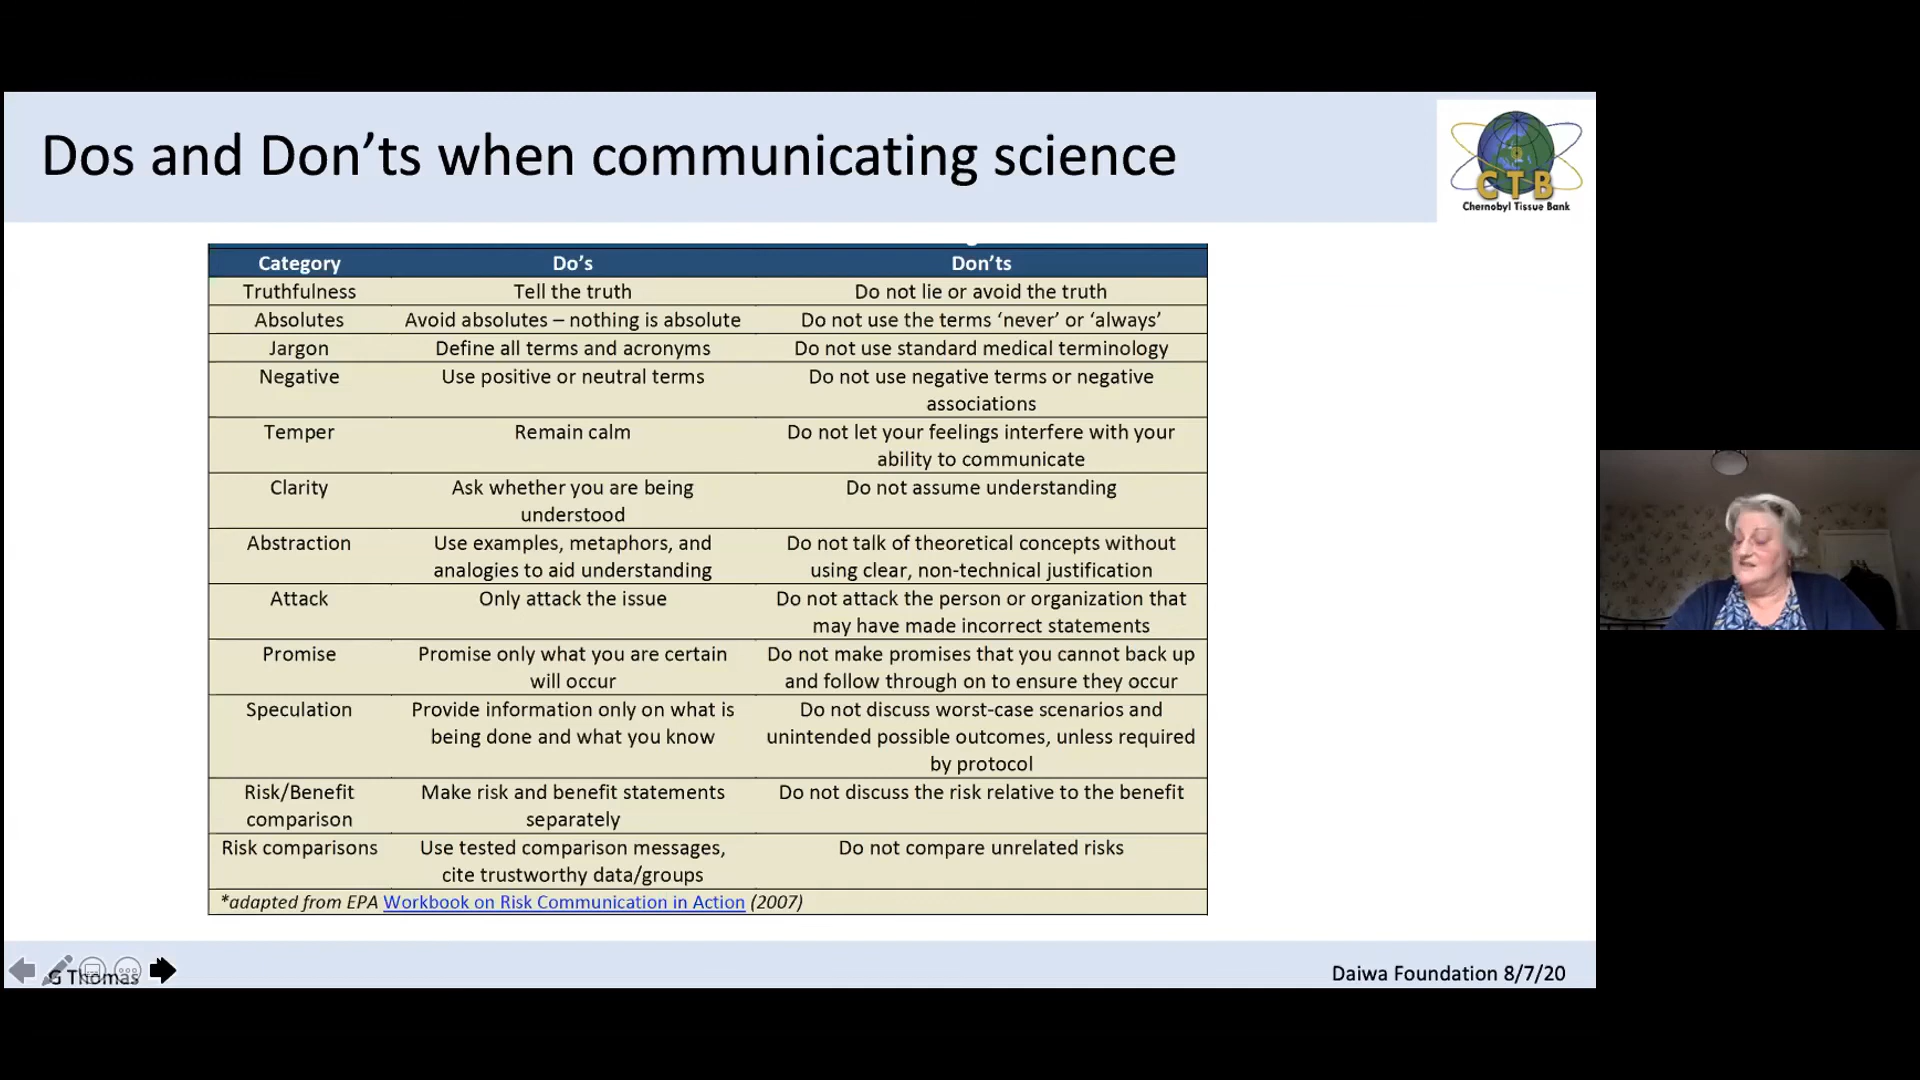 Dos and Don'ts when communicating science
CTB
Chernobyl Tissue Bank
Category Do's Don'ts
Truthfulness Tell the truth Do not lie or avoid the truth
Absolutes Avoid absolutes – nothing is absolute Do not use the terms ‘never’ or ‘always’
Jargon Define all terms and acronyms Do not use standard medical terminology
Negative Use positive or neutral terms Do not use negative terms or negative
associations
Temper Remain calm Do not let your feelings interfere with your
ability to communicate
Clarity Ask whether you are being Do not assume understanding
understood
Abstraction Use examples, metaphors, and Do not talk of theoretical concepts without
analogies to aid understanding using clear, non-technical justification
Attack Only attack the issue Do not attack the person or organization that
may have made incorrect statements
Promise Promise only what you are certain Do not make promises that you cannot back up
will occur and follow through on to ensure they occur
Speculation Provide information only on what is Do not discuss worst-case scenarios and
being done and what you know unintended possible outcomes, unless required
by protocol
Risk/Benefit Make risk and benefit statements Do not discuss the risk relative to the benefit
comparison separately
Risk comparisons Use tested comparison messages, Do not compare unrelated risks
cite trustworthy data/groups
*adapted from EPA Workbook on Risk Communication in Action (2007)
G Thomas
Daiwa Foundation 8/7/20